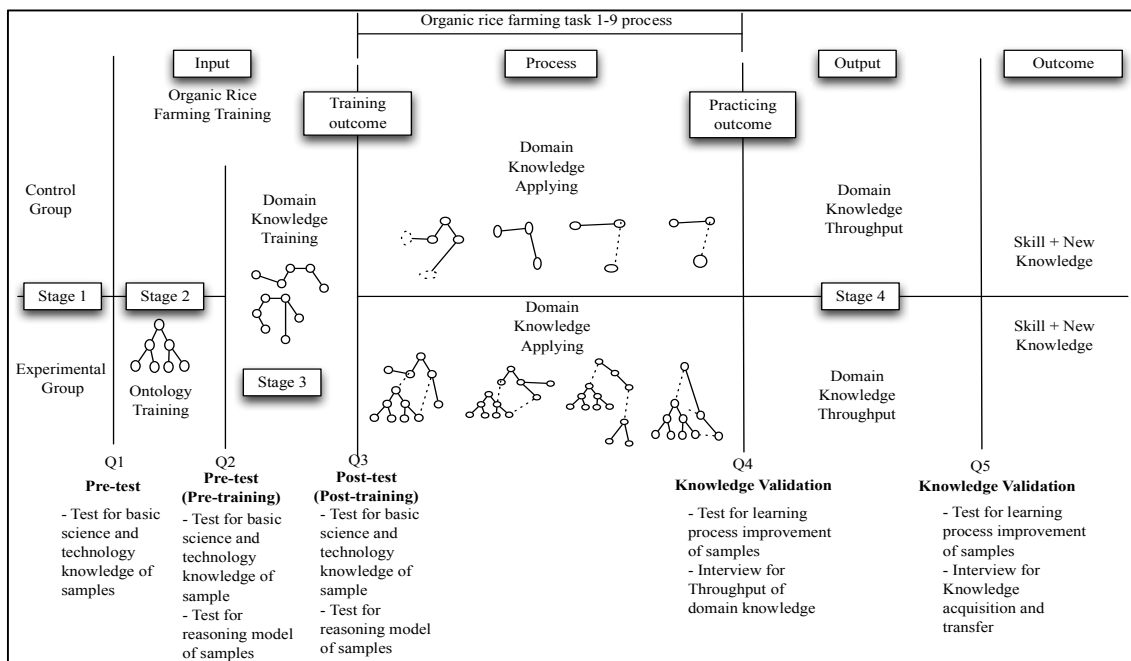 Organic rice farming task 1-9 process
Input
Process
Output
Outcome
Organic Rice
Farming Training
Training
outcome
Practicing
outcome
Control
Group
Domain
Knowledge
Training
Domain
Knowledge
Applying
Domain
Knowledge
Throughput
Skill + New
Knowledge
Stage 1
Stage 2
Stage 4
Experimental
Group
Ontology
Training
Stage 3
Domain
Knowledge
Applying
Domain
Knowledge
Throughput
Skill + New
Knowledge
Q1
Pre-test
- Test for basic
science and
technology
knowledge of
samples
Q2
Pre-test
(Pre-training)
- Test for basic
science and
technology
knowledge of
sample
- Test for
reasoning model
of samples
Q3
Post-test
(Post-training)
- Test for basic
science and
technology
knowledge of
sample
- Test for
reasoning model
of samples
Q4
Knowledge Validation
- Test for learning
process improvement
of samples
- Interview for
Throughput of
domain knowledge
Q5
Knowledge Validation
- Test for learning
process improvement
of samples
- Interview for
Knowledge
acquisition and
transfer